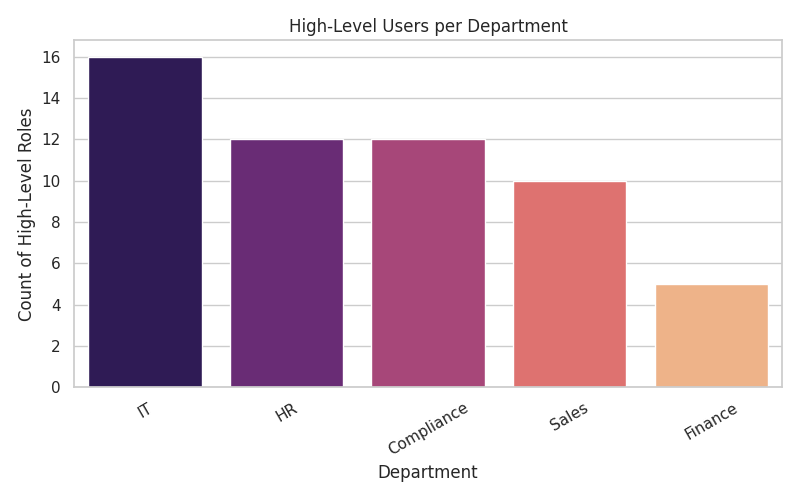 High-Level Users per Department
Count of High-Level Roles
16
14
12
10
8
6
4
2
0
IT
HR
Compliance
Sales
Finance
Department